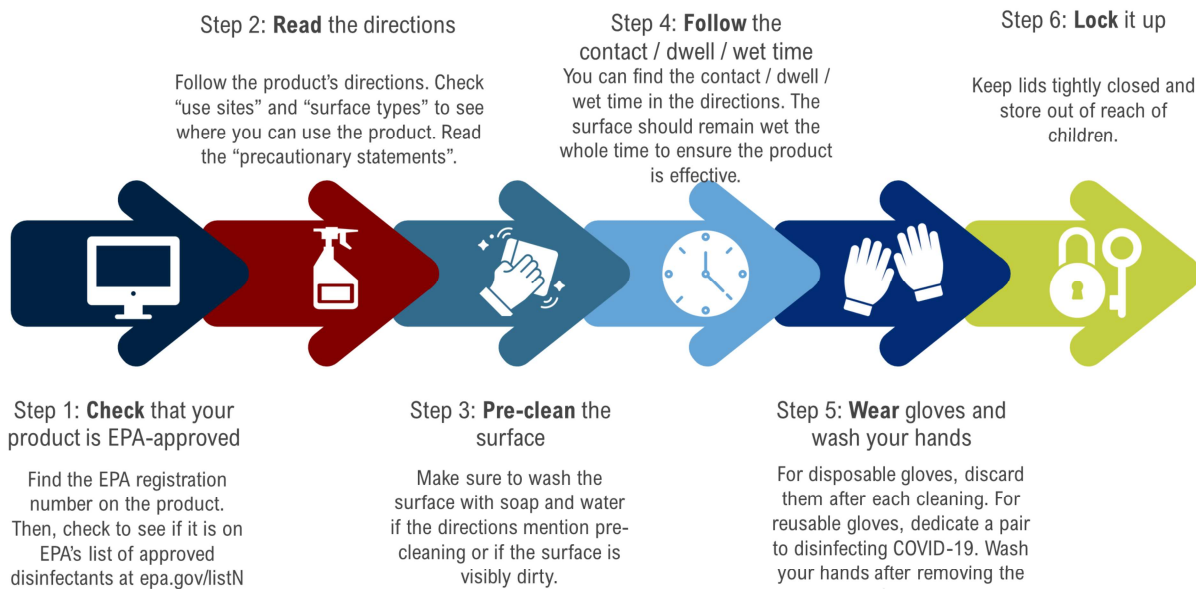 Step 1: Check that your
product is EPA-approved
Find the EPA registration
number on the product.
Then, check to see if it is on
EPA’s list of approved
disinfectants at epa.gov/listN
Step 2: Read the directions
Follow the product’s directions. Check
“use sites” and “surface types” to see
where you can use the product. Read
the “precautionary statements”.
Step 3: Pre-clean the
surface
Make sure to wash the
surface with soap and water
if the directions mention pre-
cleaning or if the surface is
visibly dirty.
Step 4: Follow the
contact / dwell / wet time
You can find the contact / dwell /
wet time in the directions. The
surface should remain wet the
whole time to ensure the product
is effective.
Step 5: Wear gloves and
wash your hands
For disposable gloves, discard
them after each cleaning. For
reusable gloves, dedicate a pair
to disinfecting COVID-19. Wash
your hands after removing the
Step 6: Lock it up
Keep lids tightly closed and
store out of reach of
children.